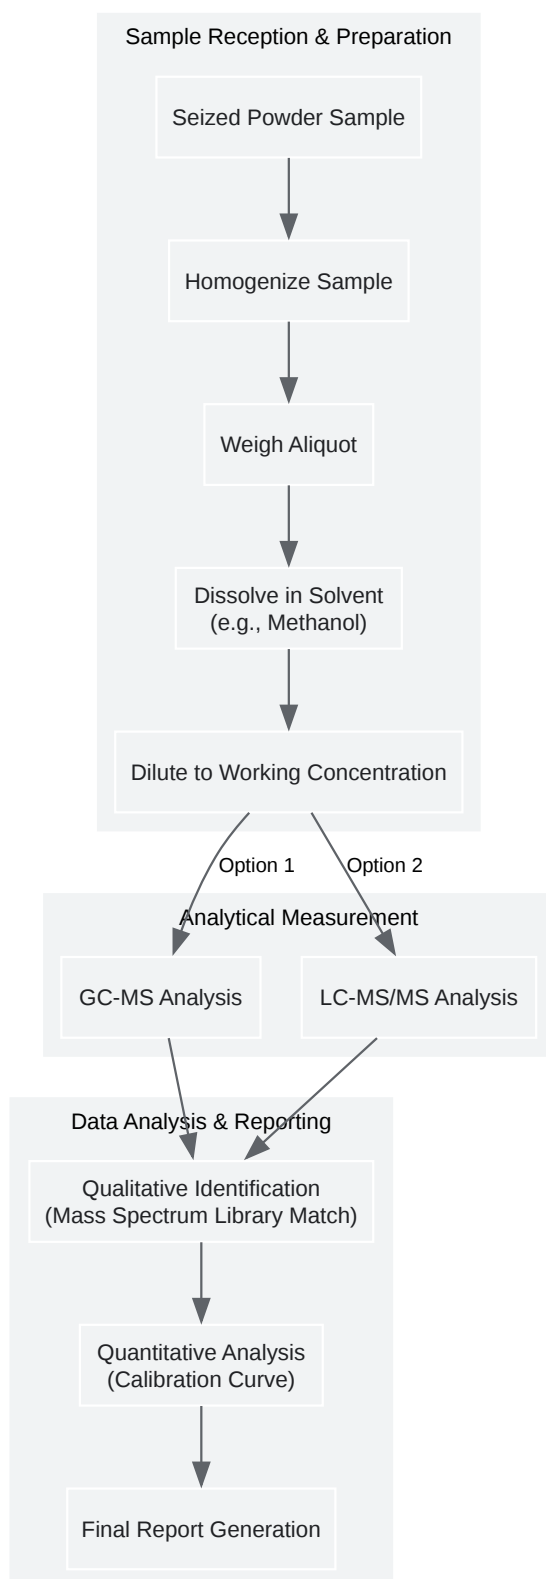 Sample Reception & Preparation
Seized Powder Sample
Homogenize Sample
Weigh Aliquot
Dissolve in Solvent
(e.g., Methanol)
Dilute to Working Concentration
Option 1
Option 2
Analytical Measurement
GC-MS Analysis
LC-MS/MS Analysis
Data Analysis & Reporting
Qualitative Identification
(Mass Spectrum Library Match)
Quantitative Analysis
(Calibration Curve)
Final Report Generation